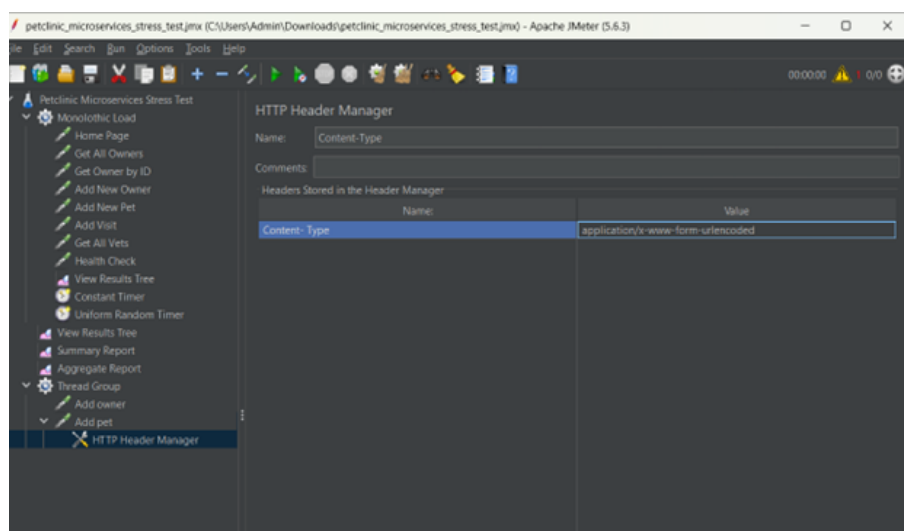 petclinic_microservices_stress_test.jmx (C:\Users\Admin\Downloads\petclinic_microservices_stress_test.jmx) - Apache JMeter (5.6.3)
ile Edit Search Run Options Tools Help
00:00:00 0/0
Petclinic Microservices Stress Test
Monolothic Load
Home Page
Get All Owners
Get Owner by ID
Add New Owner
Add New Pet
Add Visit
Get All Vets
Health Check
View Results Tree
Constant Timer
Uniform Random Timer
View Results Tree
Summary Report
Aggregate Report
Thread Group
Add owner
Add pet
HTTP Header Manager
HTTP Header Manager
Name: Content-Type
Comments:
Headers Stored in the Header Manager
Name: Value
Content- Type application/x-www-form-urlencoded